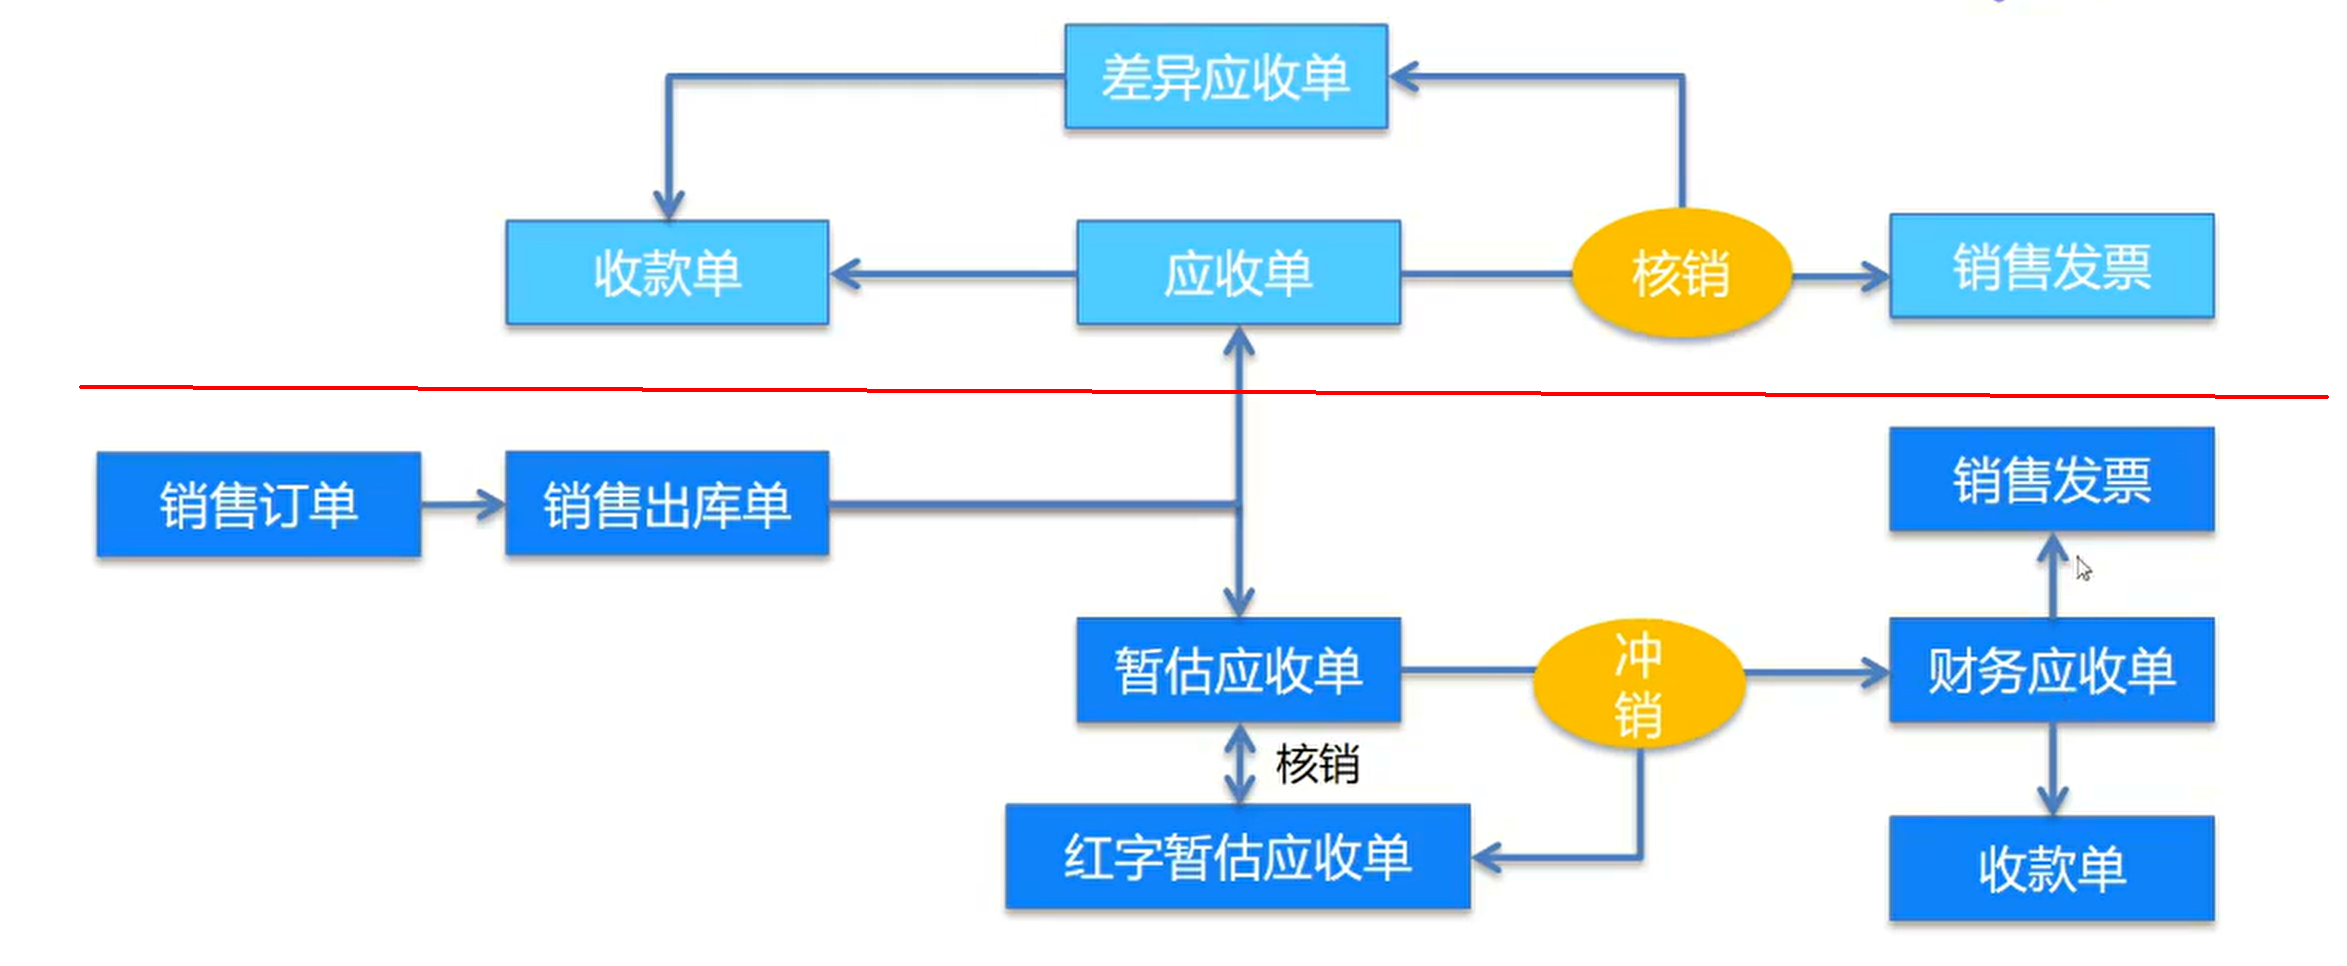 差异应收单
收款单
应收单
核销
销售发票
销售订单
销售出库单
销售发票
暂估应收单
冲
销
财务应收单
核销
红字暂估应收单
收款单